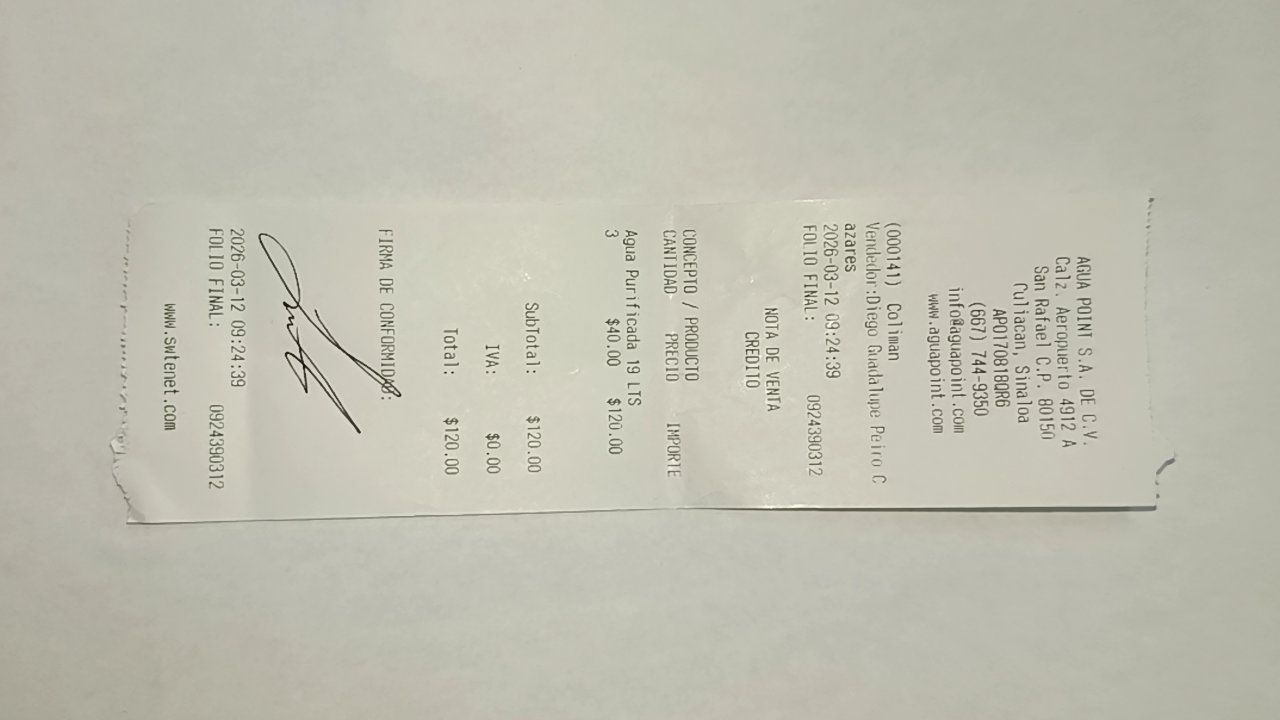 AGUA POINT S.A. DE C.V.
Calz. Aeropuerto 4912 A
San Rafael C.P. 80150
Culiacan, Sinaloa
APO170818QR6
(667) 744-9350
info@aguapoint.com
www.aguapoint.com
(000141) Coliman
Vendedor:Diego Guadalupe Peiro C
azares
2026-03-12 09:24:39
FOLIO FINAL: 0924390312
NOTA DE VENTA
CREDITO
CONCEPTO / PRODUCTO
CANTIDAD PRECIO IMPORTE
Agua Purificada 19 LTS
3 $40.00 $120.00
SubTotal: $120.00
IVA: $0.00
Total: $120.00
FIRMA DE CONFORMIDAD:
2026-03-12 09:24:39
FOLIO FINAL: 0924390312
www.swtenet.com